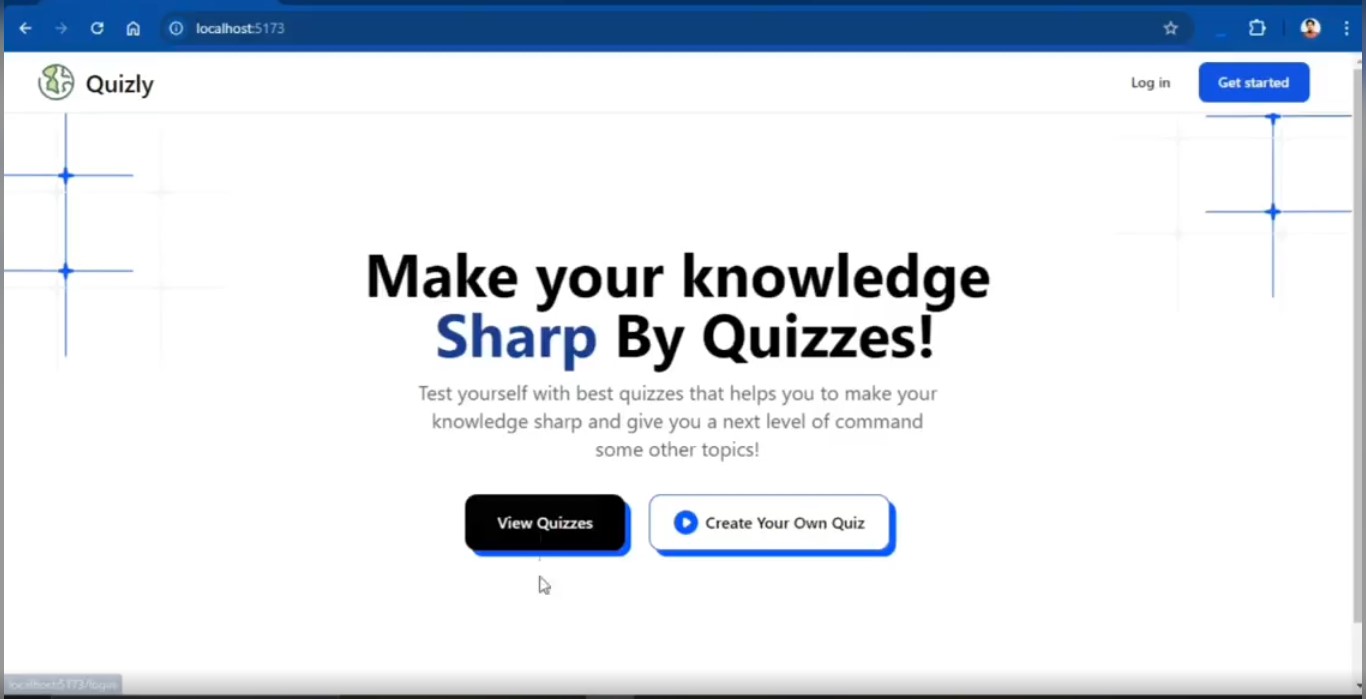 localhost:5173
Quizly
Log in
Get started
Make your knowledge
Sharp By Quizzes!
Test yourself with best quizzes that helps you to make your
knowledge sharp and give you a next level of command
some other topics!
View Quizzes
Create Your Own Quiz
localhost:5173/login